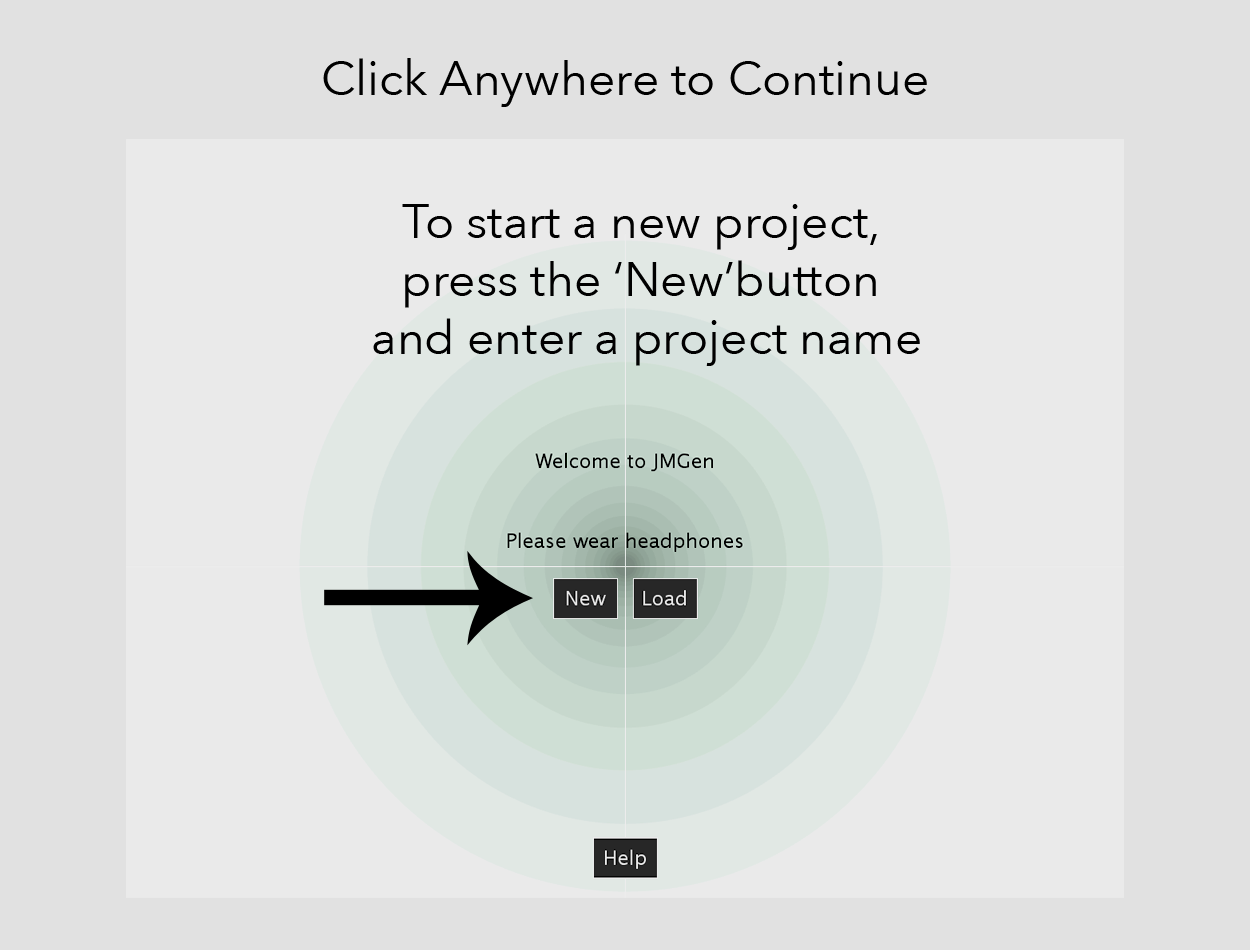 Click Anywhere to Continue
To start a new project,
press the ‘New’button
and enter a project name
Welcome to JMGen
Please wear headphones
New
Load
Help